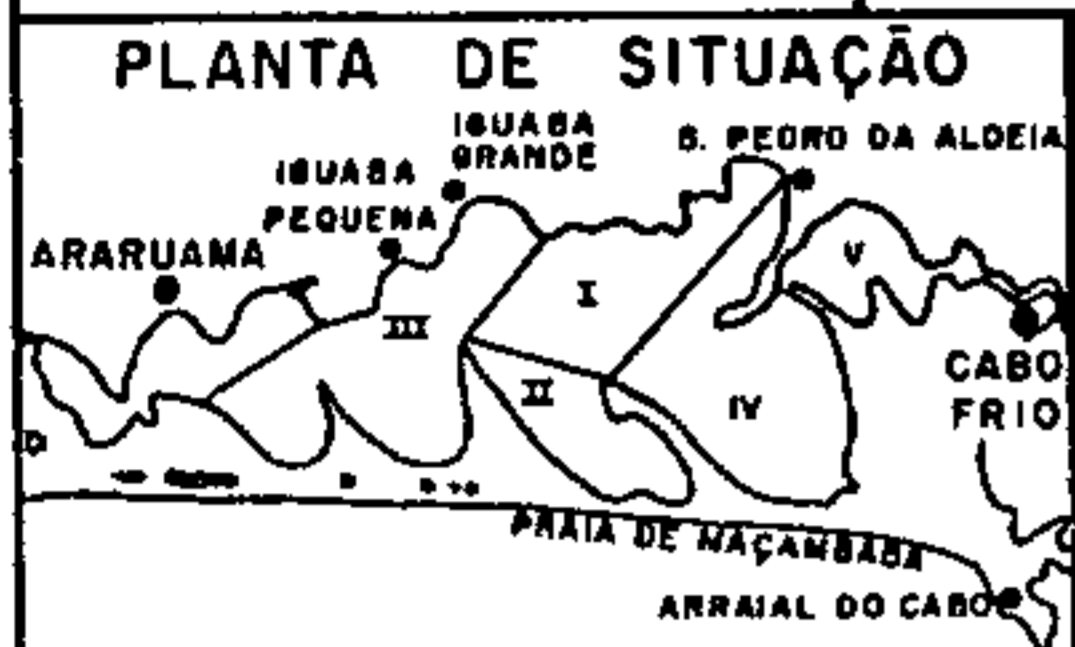 PLANTA DE SITUAÇÃO
IGUABA
GRANDE
S. PEDRO DA ALDEIA
IGUABA
PEQUENA
ARARUAMA
V
I
III
II
IV
CABO
FRIO
PRAIA DE MAÇAMBABA
ARRAIAL DO CABO